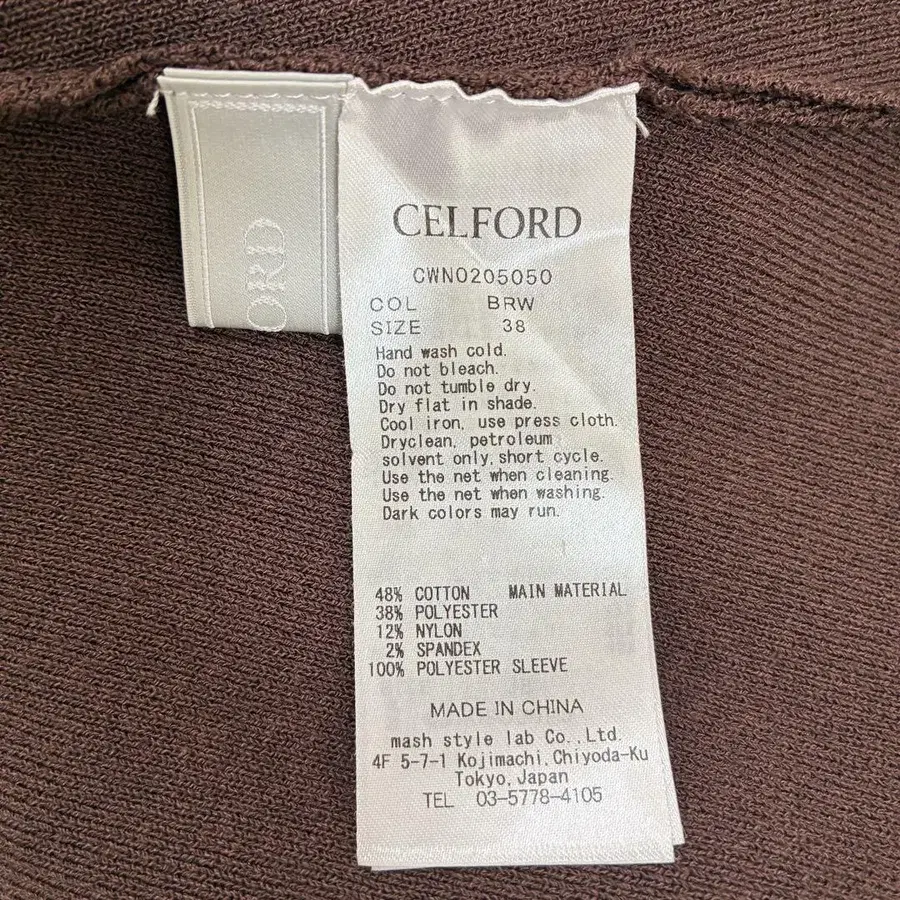 ORD
CELFORD
CWNO205050
COL BRW
SIZE 38
Hand wash cold.
Do not bleach.
Do not tumble dry.
Dry flat in shade.
Cool iron, use press cloth.
Dryclean, petroleum
solvent only, short cycle.
Use the net when cleaning.
Use the net when washing.
Dark colors may run.
48% COTTON MAIN MATERIAL
38% POLYESTER
12% NYLON
2% SPANDEX
100% POLYESTER SLEEVE
MADE IN CHINA
mash style lab Co.,Ltd.
4F 5-7-1 Kojimachi,Chiyoda-Ku
Tokyo,Japan
TEL 03-5778-4105